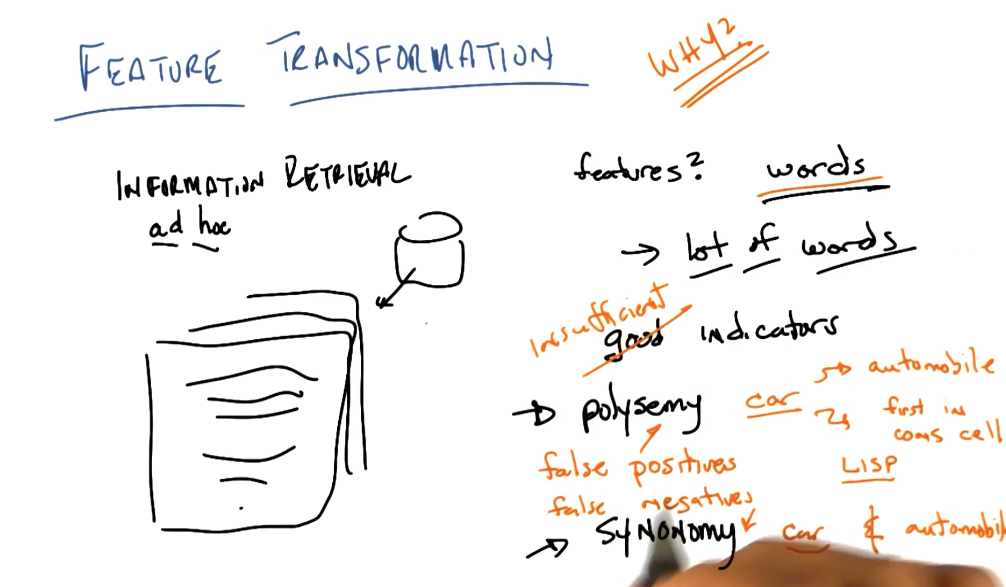 FEATURE TRANSFORMATION
WHY?
INFORMATION RETRIEVAL
ad hoc
features? words
→ lot of words
insufficient
good indicators
→ polysemy car → automobile
→ first in
cons cell
false positives
LISP
false negatives
→ SyNONOMy car & automobil